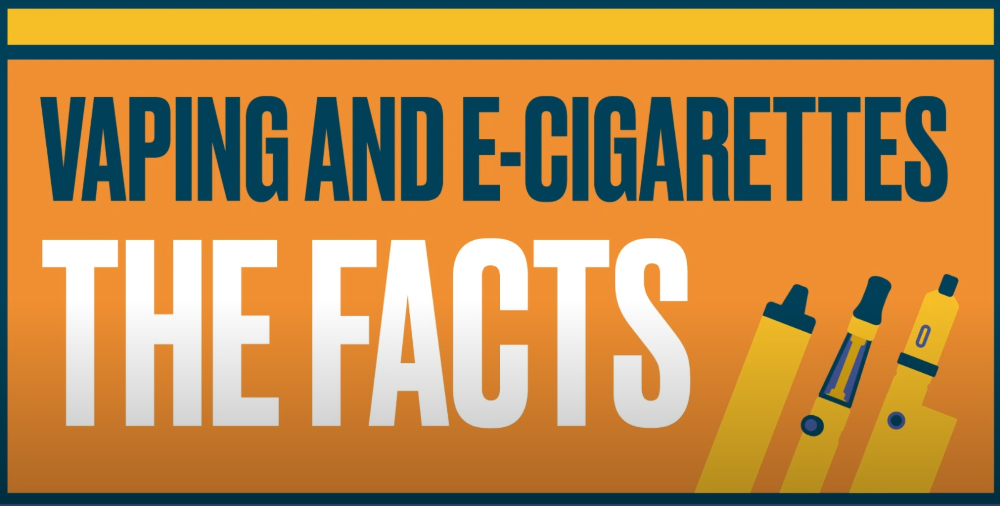 VAPING AND E-CIGARETTES
THE FACTS